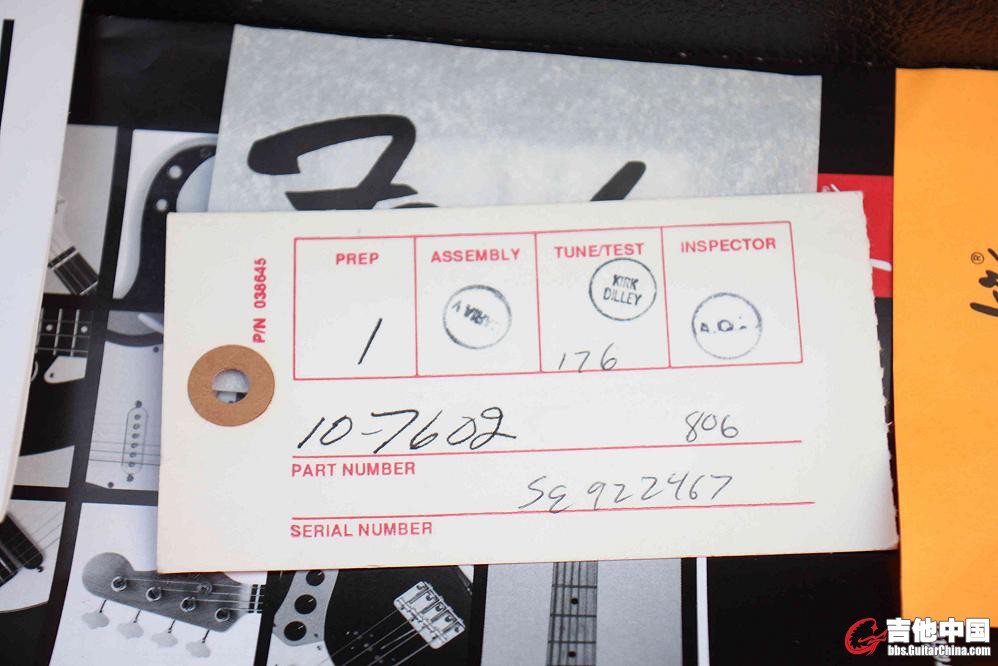 P/N 038645
PREP ASSEMBLY TUNE/TEST INSPECTOR
KIRK
DILLEY
A.Q.
1
176
10-7602 806
PART NUMBER
SE922467
SERIAL NUMBER
®
吉他中国
bbs.GuitarChina.com